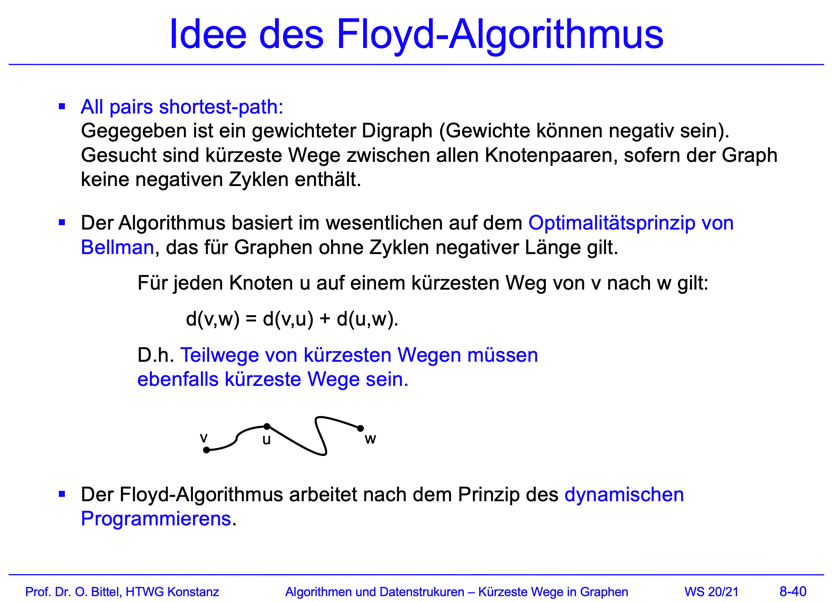 Idee des Floyd-Algorithmus
▪ All pairs shortest-path:
Gegegeben ist ein gewichteter Digraph (Gewichte können negativ sein).
Gesucht sind kürzeste Wege zwischen allen Knotenpaaren, sofern der Graph
keine negativen Zyklen enthält.
▪ Der Algorithmus basiert im wesentlichen auf dem Optimalitätsprinzip von
Bellman, das für Graphen ohne Zyklen negativer Länge gilt.
Für jeden Knoten u auf einem kürzesten Weg von v nach w gilt:
d(v,w) = d(v,u) + d(u,w).
D.h. Teilwege von kürzesten Wegen müssen
ebenfalls kürzeste Wege sein.
v u w
▪ Der Floyd-Algorithmus arbeitet nach dem Prinzip des dynamischen
Programmierens.
Prof. Dr. O. Bittel, HTWG Konstanz Algorithmen und Datenstrukuren – Kürzeste Wege in Graphen WS 20/21 8-40